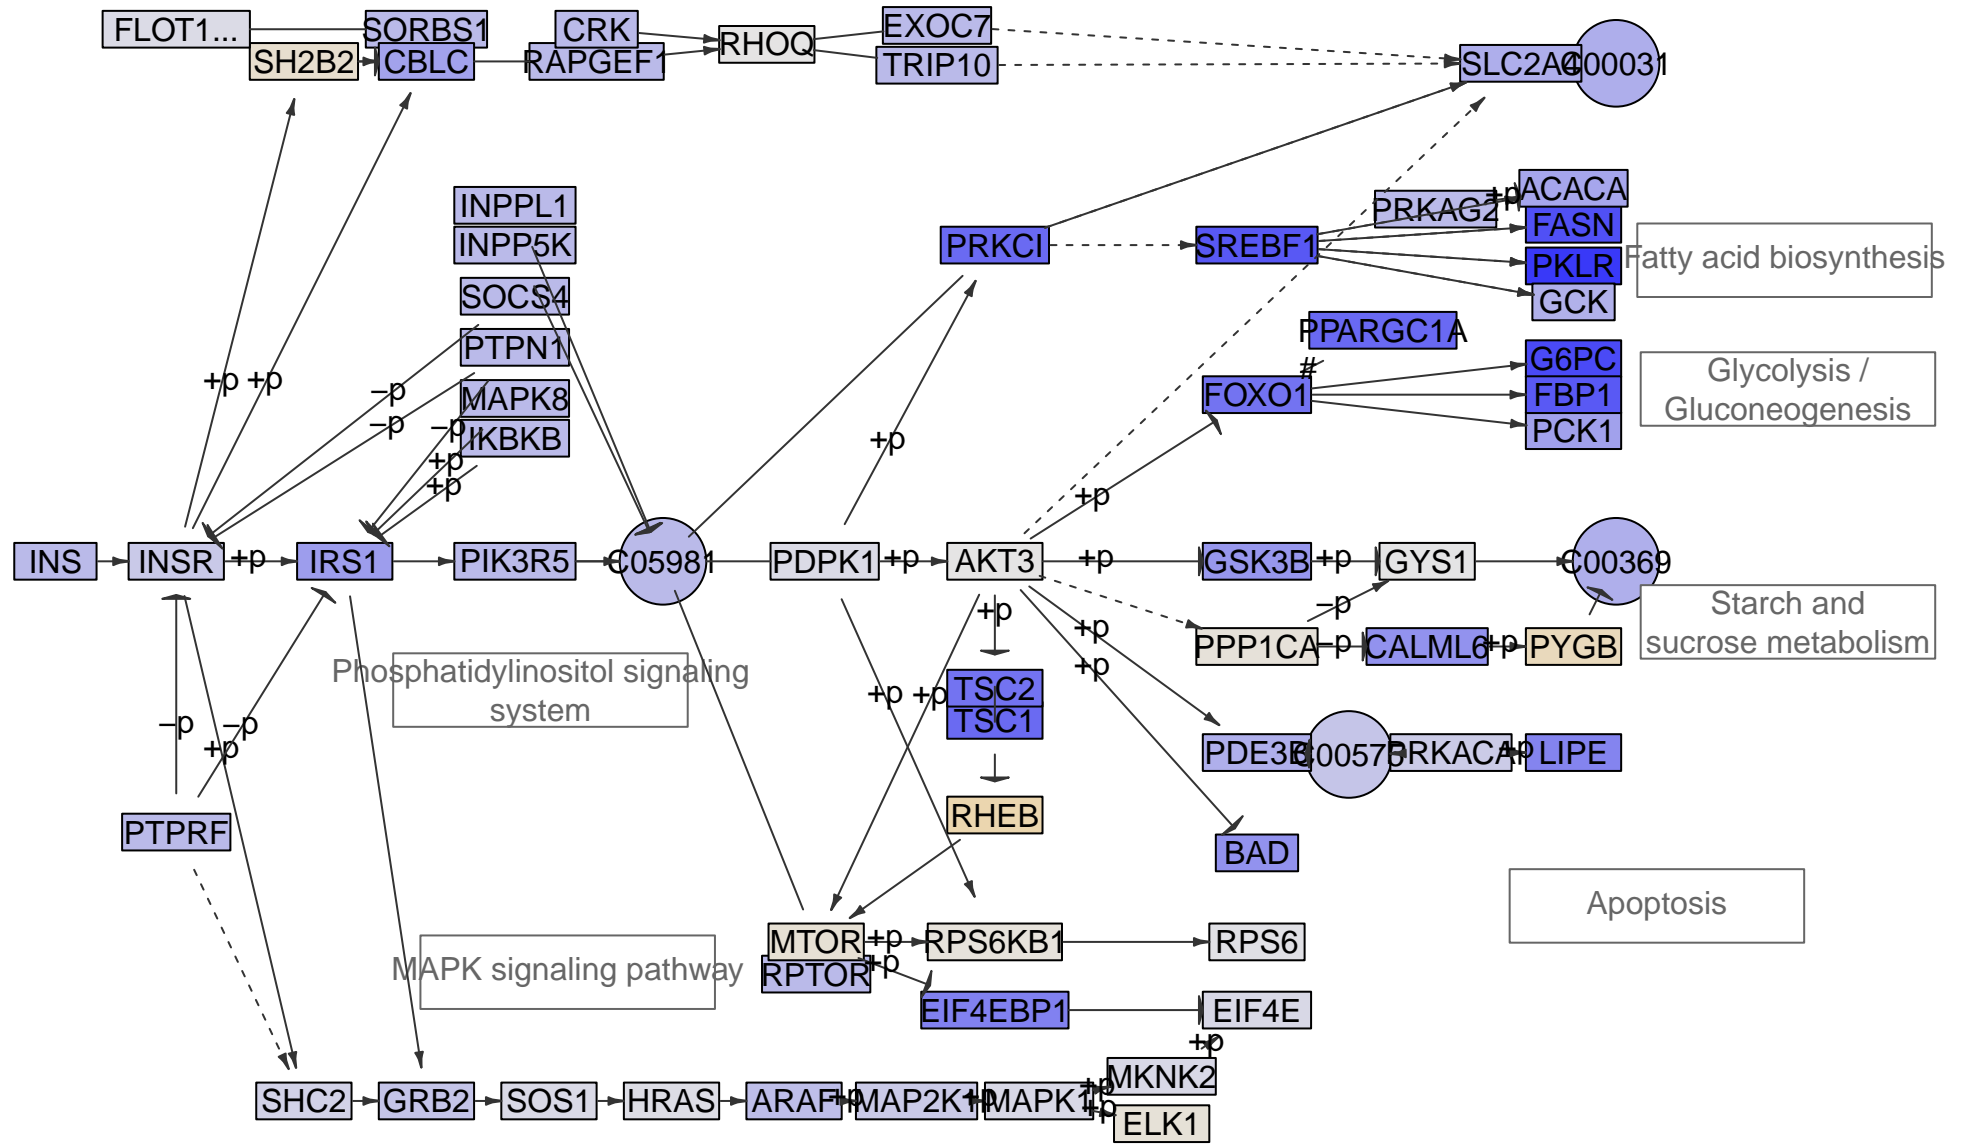 FLOT1...
SORBS1
CRK
RHOQ
EXOC7
SH2B2
CBLC
RAPGEF1
TRIP10
SLC2A4
C00031
INPPL1
INPP5K
SOCS4
PTPN1
MAPK8
IKBKB
PRKCI
SREBF1
PRKAG2
+p
ACACA
FASN
PKLR
GCK
Fatty acid biosynthesis
PPARGC1A
#
FOXO1
G6PC
FBP1
PCK1
Glycolysis /
Gluconeogenesis
+p
+p
−p
−p
−p
+p
+p
+p
+p
INS
INSR
+p
IRS1
PIK3R5
C05981
PDPK1
+p
AKT3
+p
GSK3B
+p
GYS1
C00369
+p
−p
+p
+p
PPP1CA
−p
CALML6
+p
PYGB
Starch and
sucrose metabolism
Phosphatidylinositol signaling
system
−p
+p
−p
+p
+p
TSC2
TSC1
PDE3B
C00575
PRKACA
+p
LIPE
PTPRF
RHEB
BAD
Apoptosis
MTOR
+p
RPS6KB1
RPS6
MAPK signaling pathway
RPTOR
+p
EIF4EBP1
EIF4E
+p
MKNK2
SHC2
GRB2
SOS1
HRAS
ARAF
+p
MAP2K1
+p
MAPK1
+p
+p
ELK1